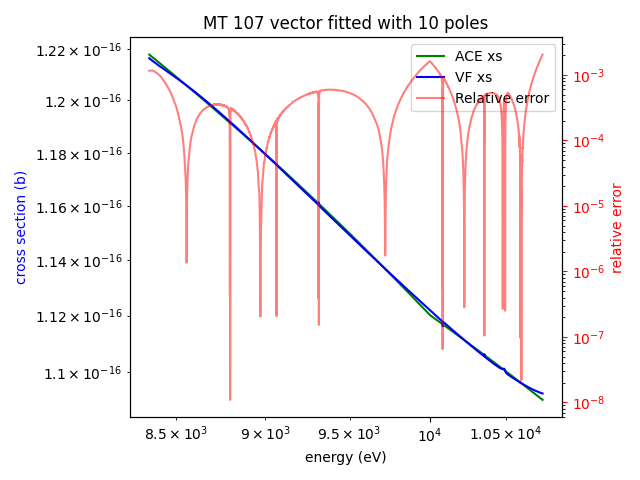 MT 107 vector fitted with 10 poles
ACE xs
VF xs
Relative error
cross section (b)
1.22 × 10⁻¹⁶
1.2 × 10⁻¹⁶
1.18 × 10⁻¹⁶
1.16 × 10⁻¹⁶
1.14 × 10⁻¹⁶
1.12 × 10⁻¹⁶
1.1 × 10⁻¹⁶
10⁻³
10⁻⁴
10⁻⁵
10⁻⁶
10⁻⁷
10⁻⁸
relative error
8.5 × 10³ 9 × 10³ 9.5 × 10³ 10⁴ 1.05 × 10⁴
energy (eV)